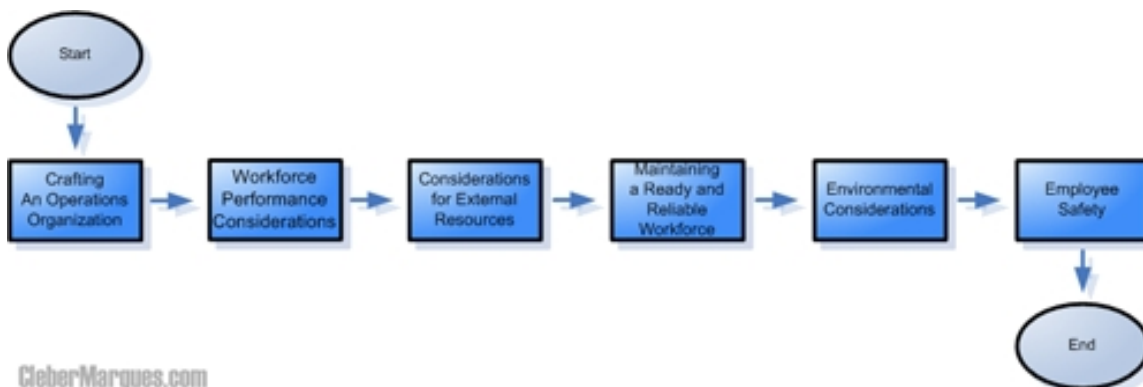 Start
Crafting
An Operations
Organization
Workforce
Performance
Considerations
Considerations
for External
Resources
Maintaining
a Ready and
Reliable
Workforce
Environmental
Considerations
Employee
Safety
End
CleberMarques.com